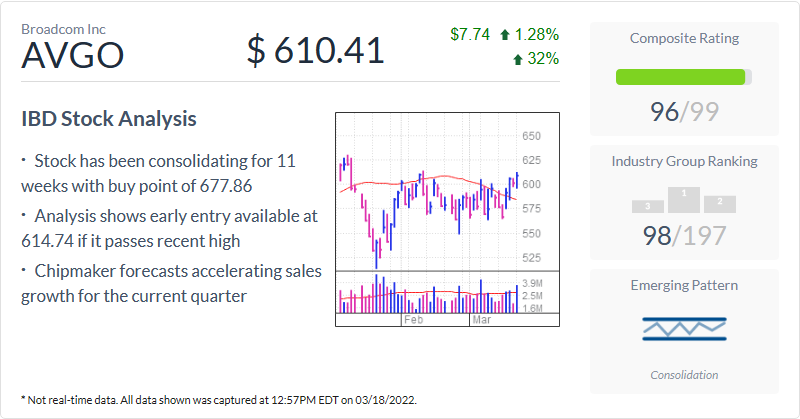 Broadcom Inc
AVGO
$ 610.41
$7.74 1.28%
32%
IBD Stock Analysis
· Stock has been consolidating for 11
weeks with buy point of 677.86
· Analysis shows early entry available at
614.74 if it passes recent high
· Chipmaker forecasts accelerating sales
growth for the current quarter
650
625
600
575
550
525
3.9M
2.5M
1.6M
Feb Mar
Composite Rating
96/99
Industry Group Ranking
3 1 2
98/197
Emerging Pattern
Consolidation
* Not real-time data. All data shown was captured at 12:57PM EDT on 03/18/2022.